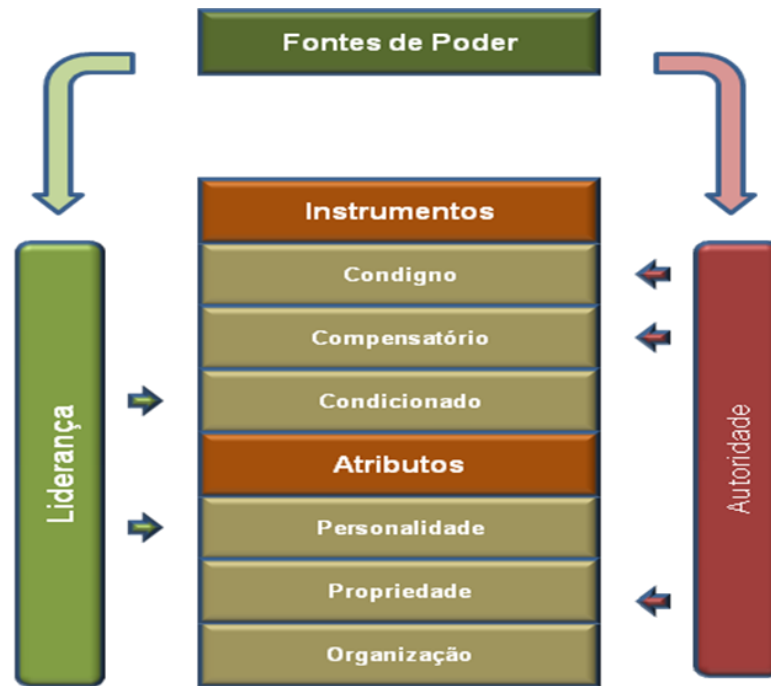 Fontes de Poder
Instrumentos
Condigno
Compensatório
Condicionado
Atributos
Personalidade
Propriedade
Organização
Liderança
Autoridade